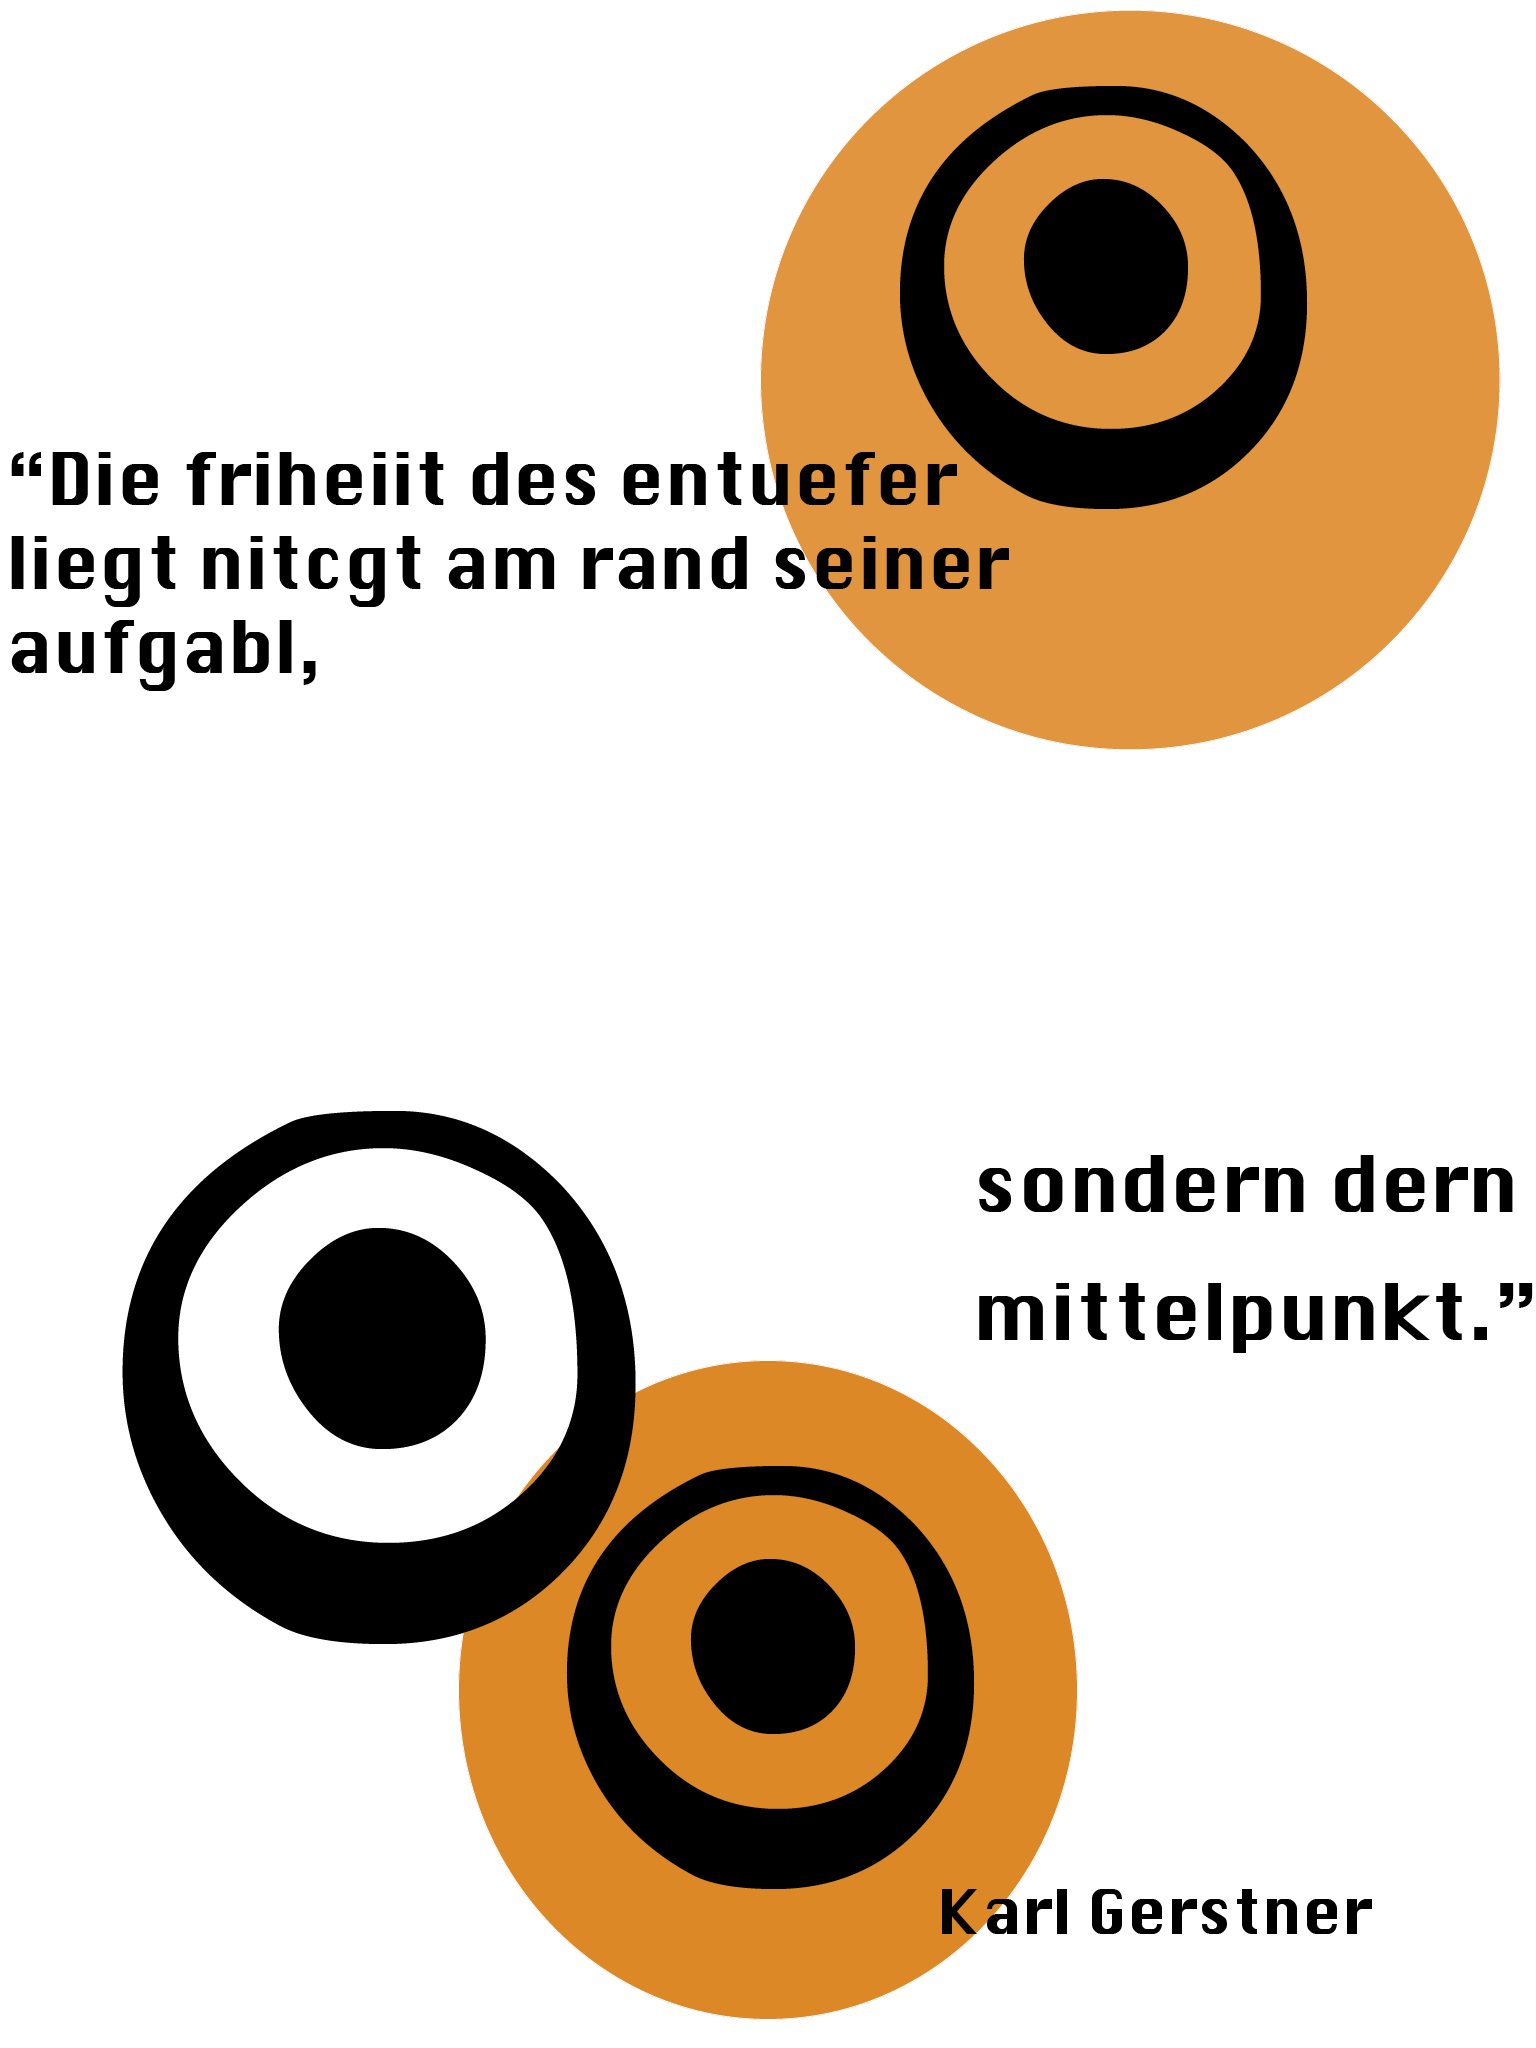 “Die friheiit des entuefer
liegt nitcgt am rand seiner
aufgabl,
sondern dern
mittelpunkt.”
Karl Gerstner